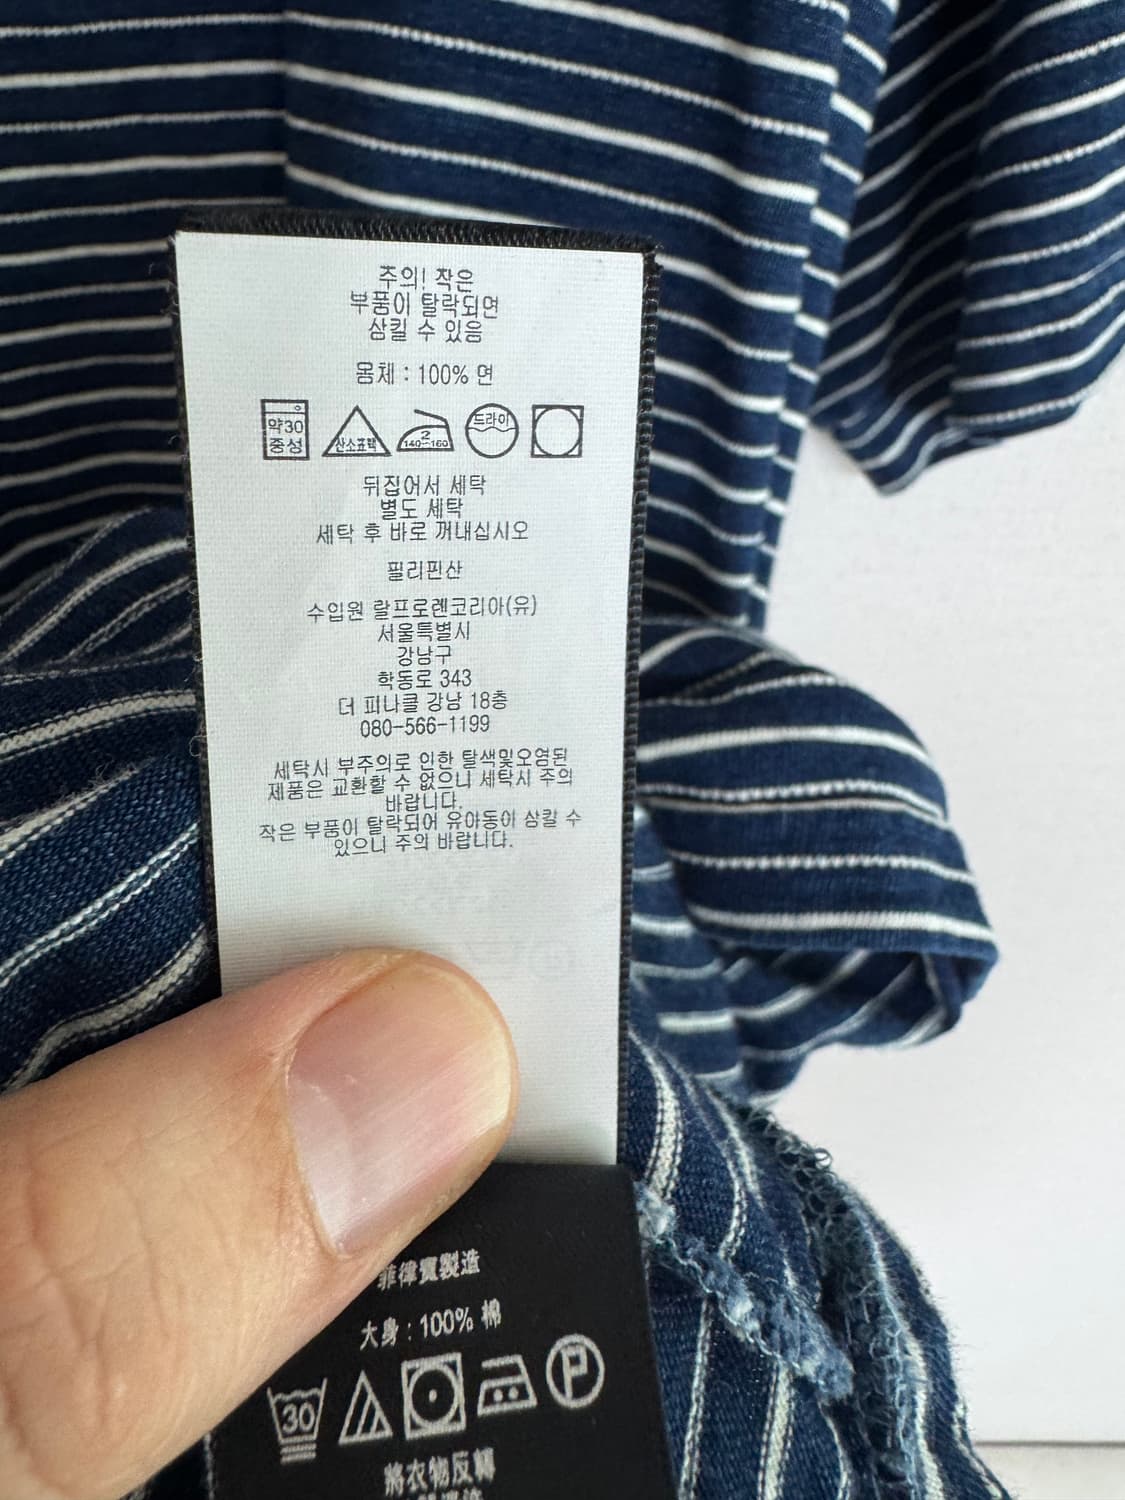 주의! 작은
부품이 탈락되면
삼킬 수 있음
몸체 : 100% 면
약30
중성
산소표백
2
140~160
드라이
뒤집어서 세탁
별도 세탁
세탁 후 바로 꺼내십시오
필리핀산
수입원 랄프로렌코리아(유)
서울특별시
강남구
학동로 343
더 피나클 강남 18층
080-566-1199
세탁시 부주의로 인한 탈색및오염된
제품은 교환할 수 없으니 세탁시 주의
바랍니다.
작은 부품이 탈락되어 유아동이 삼킬 수
있으니 주의 바랍니다.
菲律賓製造
大身 : 100% 棉
30
P
將衣物反轉